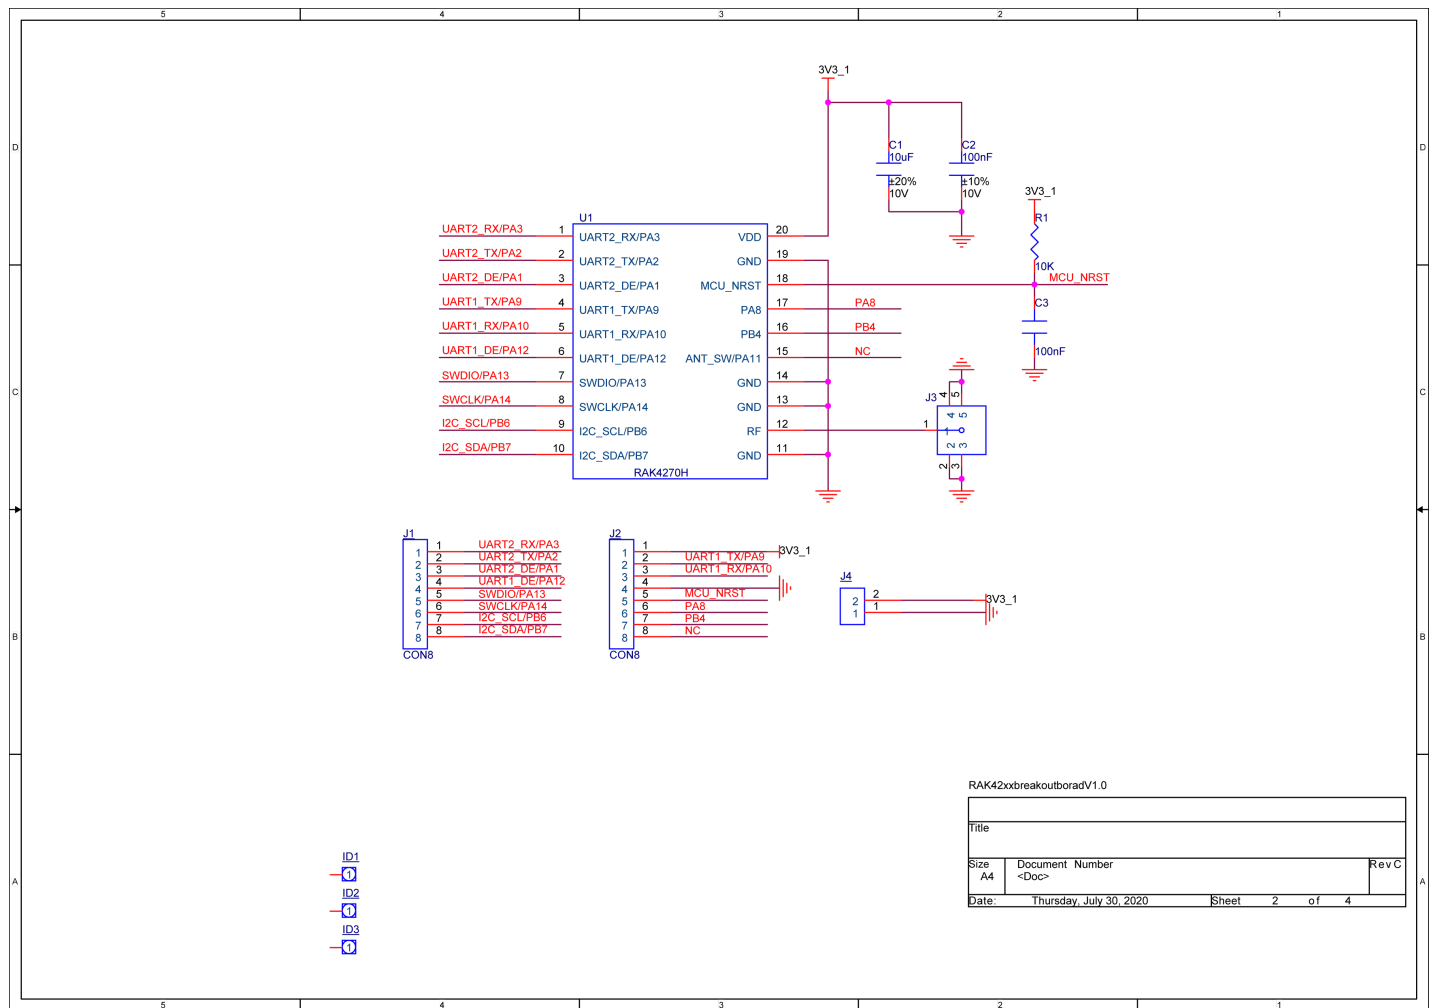 5 4 3 2 1
D D
C C
B B
A A
3V3_1
C1
10uF
±20%
10V
C2
100nF
±10%
10V
3V3_1
R1
10K
MCU_NRST
C3
100nF
U1
UART2_RX/PA3 1 UART2_RX/PA3 VDD 20
UART2_TX/PA2 2 UART2_TX/PA2 GND 19
UART2_DE/PA1 3 UART2_DE/PA1 MCU_NRST 18
UART1_TX/PA9 4 UART1_TX/PA9 PA8 17 PA8
UART1_RX/PA10 5 UART1_RX/PA10 PB4 16 PB4
UART1_DE/PA12 6 UART1_DE/PA12 ANT_SW/PA11 15 NC
SWDIO/PA13 7 SWDIO/PA13 GND 14
SWCLK/PA14 8 SWCLK/PA14 GND 13
I2C_SCL/PB6 9 I2C_SCL/PB6 RF 12
I2C_SDA/PB7 10 I2C_SDA/PB7 GND 11
RAK4270H
J3
4 5
4 5
1 1
2 3
2 3
J1
1 1 UART2_RX/PA3
2 2 UART2_TX/PA2
3 3 UART2_DE/PA1
4 4 UART1_DE/PA12
5 5 SWDIO/PA13
6 6 SWCLK/PA14
7 7 I2C_SCL/PB6
8 8 I2C_SDA/PB7
CON8
J2
1 1 3V3_1
2 2 UART1_TX/PA9
3 3 UART1_RX/PA10
4 4
5 5 MCU_NRST
6 6 PA8
7 7 PB4
8 8 NC
CON8
J4
2 2 3V3_1
1 1
ID1
1
ID2
1
ID3
1
RAK42xxbreakoutboradV1.0
Title
Size Document Number Rev C
A4 <Doc>
Date: Thursday, July 30, 2020 Sheet 2 of 4
5 4 3 2 1